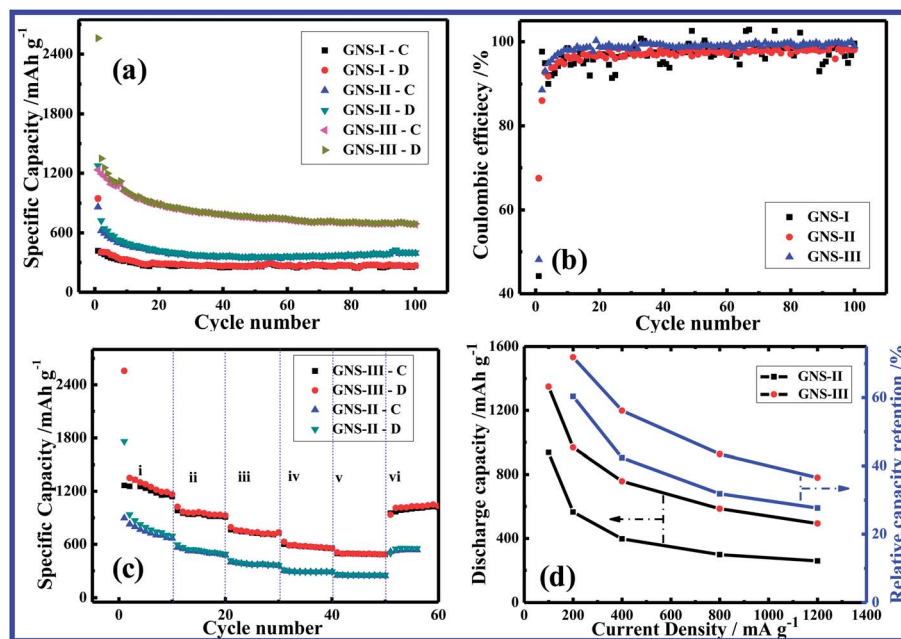 (a)
GNS-I - C
GNS-I - D
GNS-II - C
GNS-II - D
GNS-III - C
GNS-III - D
Specific Capacity /mAh g-1
2400
1800
1200
600
0
0 20 40 60 80 100
Cycle number
(b)
GNS-I
GNS-II
GNS-III
Coulombic efficiecy /%
100
80
60
40
0 20 40 60 80 100
Cycle number
(c)
GNS-III - C
GNS-III - D
GNS-II - C
GNS-II - D
i ii iii iv v vi
Specific Capacity /mAh g-1
2400
1800
1200
600
0
0 20 40 60
Cycle number
(d)
GNS-II
GNS-III
Discharge capacity /mAh g-1
1600
1200
800
400
0
0 200 400 600 800 1000 1200
Current Density / mA g-1
Relative capacity retention /%
60
40
20
0